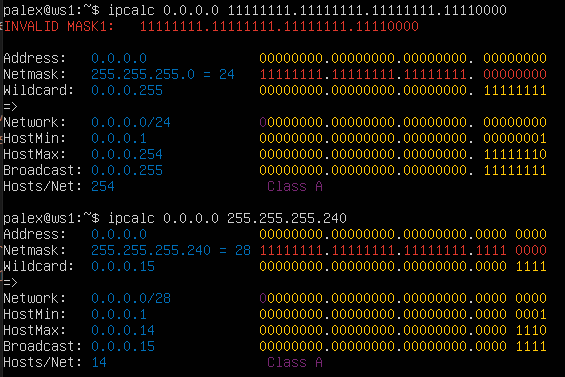 palex@ws1:~$ ipcalc 0.0.0.0 11111111.11111111.11111111.11110000
INVALID MASK1:   11111111.11111111.11111111.11110000

Address:   0.0.0.0              00000000.00000000.00000000. 00000000
Netmask:   255.255.255.0 = 24   11111111.11111111.11111111. 00000000
Wildcard:  0.0.0.255            00000000.00000000.00000000. 11111111
=>
Network:   0.0.0.0/24           00000000.00000000.00000000. 00000000
HostMin:   0.0.0.1              00000000.00000000.00000000. 00000001
HostMax:   0.0.0.254            00000000.00000000.00000000. 11111110
Broadcast: 0.0.0.255            00000000.00000000.00000000. 11111111
Hosts/Net: 254                   Class A

palex@ws1:~$ ipcalc 0.0.0.0 255.255.255.240
Address:   0.0.0.0              00000000.00000000.00000000.0000 0000
Netmask:   255.255.255.240 = 28 11111111.11111111.11111111.1111 0000
Wildcard:  0.0.0.15             00000000.00000000.00000000.0000 1111
=>
Network:   0.0.0.0/28           00000000.00000000.00000000.0000 0000
HostMin:   0.0.0.1              00000000.00000000.00000000.0000 0001
HostMax:   0.0.0.14             00000000.00000000.00000000.0000 1110
Broadcast: 0.0.0.15             00000000.00000000.00000000.0000 1111
Hosts/Net: 14                    Class A